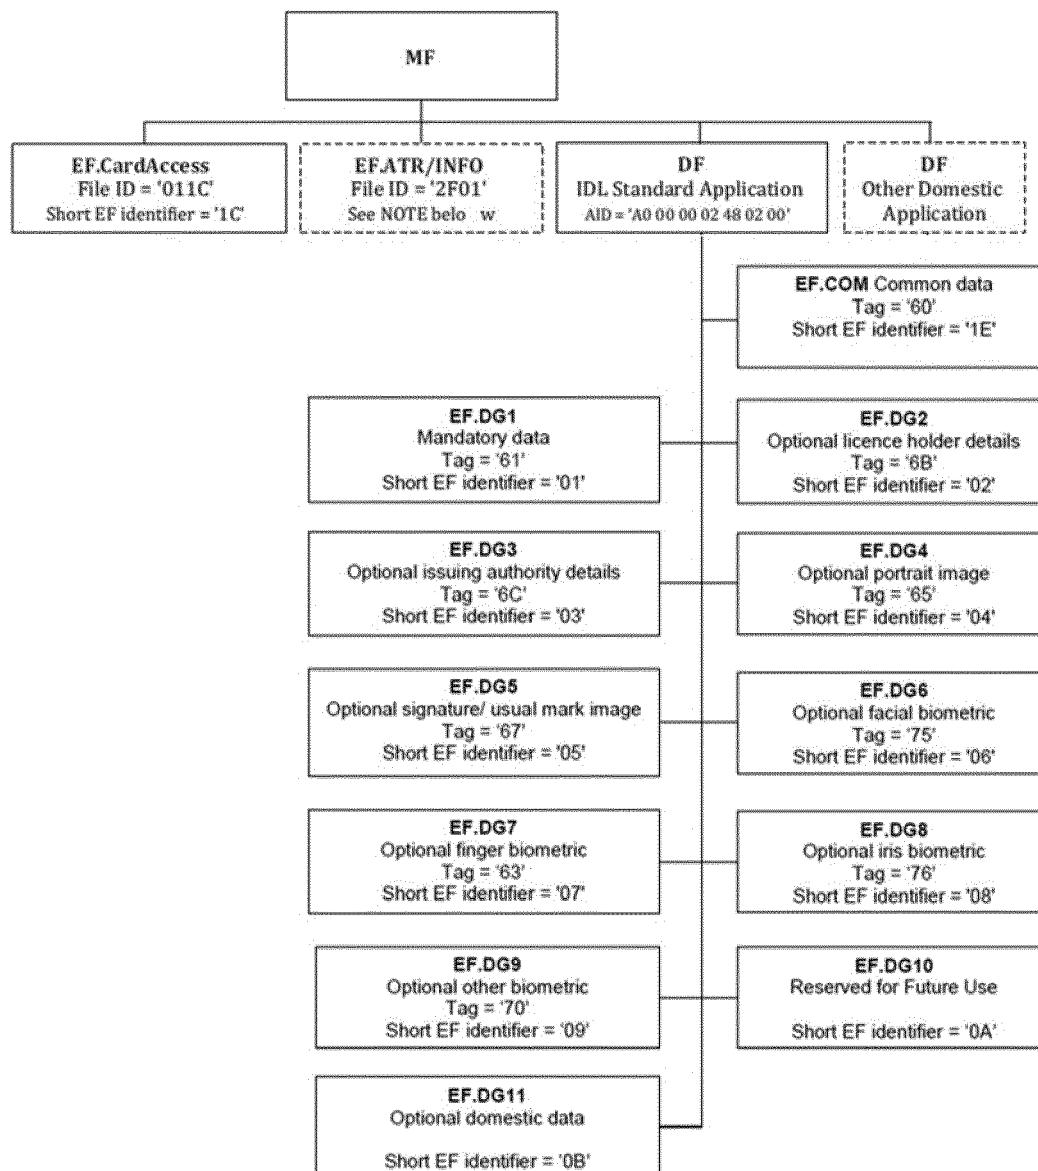 MF
EF.CardAccess
File ID = '011C'
Short EF identifier = '1C'
EF.ATR/INFO
File ID = '2F01'
See NOTE belo w
DF
IDL Standard Application
AID = 'A0 00 00 02 48 02 00'
DF
Other Domestic
Application
EF.COM Common data
Tag = '60'
Short EF identifier = '1E'
EF.DG1
Mandatory data
Tag = '61'
Short EF identifier = '01'
EF.DG2
Optional licence holder details
Tag = '6B'
Short EF identifier = '02'
EF.DG3
Optional issuing authority details
Tag = '6C'
Short EF identifier = '03'
EF.DG4
Optional portrait image
Tag = '65'
Short EF identifier = '04'
EF.DG5
Optional signature/ usual mark image
Tag = '67'
Short EF identifier = '05'
EF.DG6
Optional facial biometric
Tag = '75'
Short EF identifier = '06'
EF.DG7
Optional finger biometric
Tag = '63'
Short EF identifier = '07'
EF.DG8
Optional iris biometric
Tag = '76'
Short EF identifier = '08'
EF.DG9
Optional other biometric
Tag = '70'
Short EF identifier = '09'
EF.DG10
Reserved for Future Use
Short EF identifier = '0A'
EF.DG11
Optional domestic data
Short EF identifier = '0B'